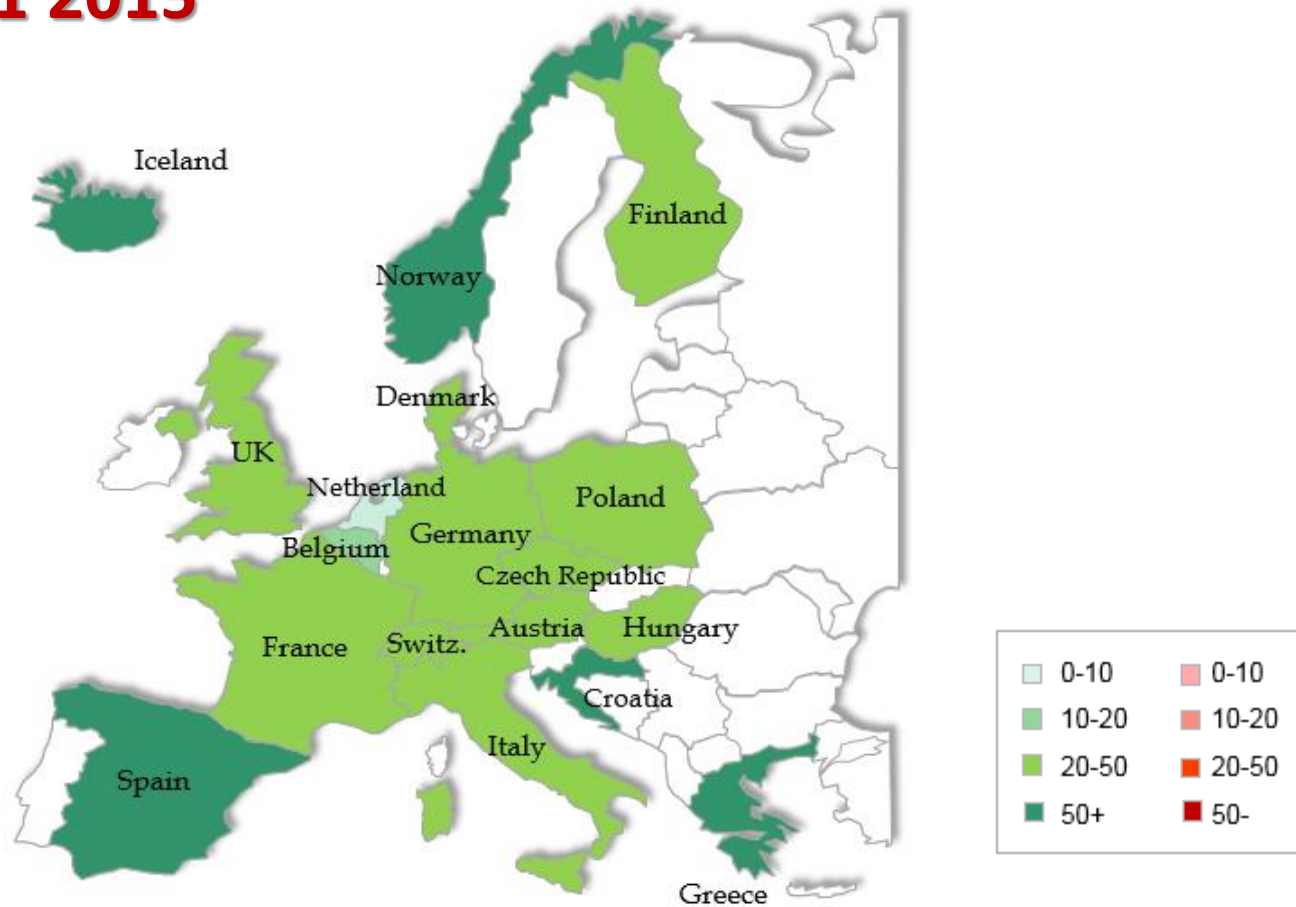 2015
Iceland
Finland
Norway
Denmark
UK
Netherland
Poland
Germany
Belgium
Czech Republic
Austria
Hungary
France
Switz.
Croatia
Italy
Spain
Greece
0-10
0-10
10-20
10-20
20-50
20-50
50+
50-